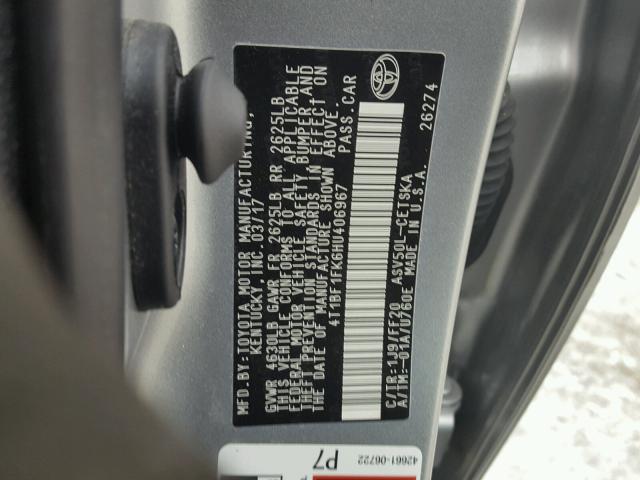 MFD.BY:TOYOTA MOTOR MANUFACTURING,
KENTUCKY, INC. 03/17
GVWR 4630LB GAWR FR 2625LB RR 2625LB
THIS VEHICLE CONFORMS TO ALL APPLICABLE
FEDERAL MOTOR VEHICLE SAFETY, BUMPER AND
THEFT PREVENTION STANDARDS IN EFFECT ON
THE DATE OF MANUFACTURE SHOWN ABOVE.
4T1BF1FK6HU406967 PASS.CAR
C/TR:1J9/FF20 ASV50L-CETSKA
A/TM:-01A/U760E MADE IN U.S.A.
26274
42661-06722
P7